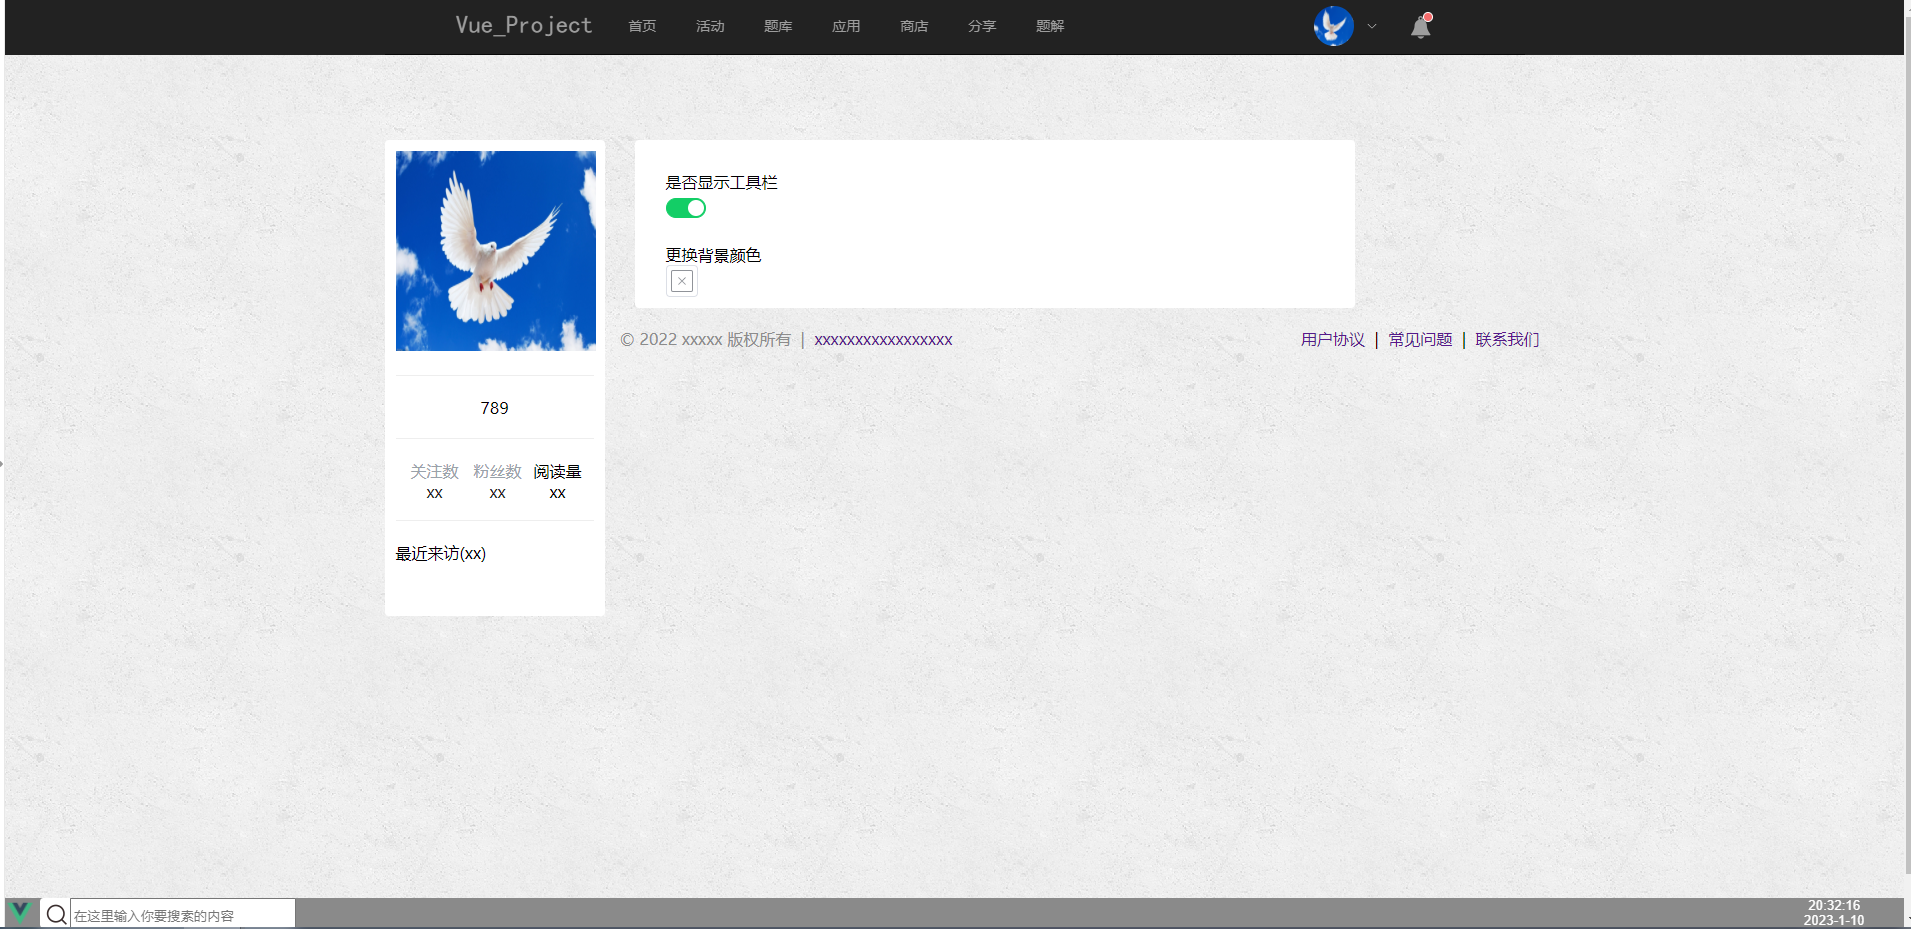 Vue_Project 首页 活动 题库 应用 商店 分享 题解
是否显示工具栏
更换背景颜色
789
关注数 粉丝数 阅读量
xx xx xx
最近来访(xx)
© 2022 xxxxx 版权所有 | xxxxxxxxxxxxxxxxx 用户协议 | 常见问题 | 联系我们
在这里输入你要搜索的内容
20:32:16
2023-1-10